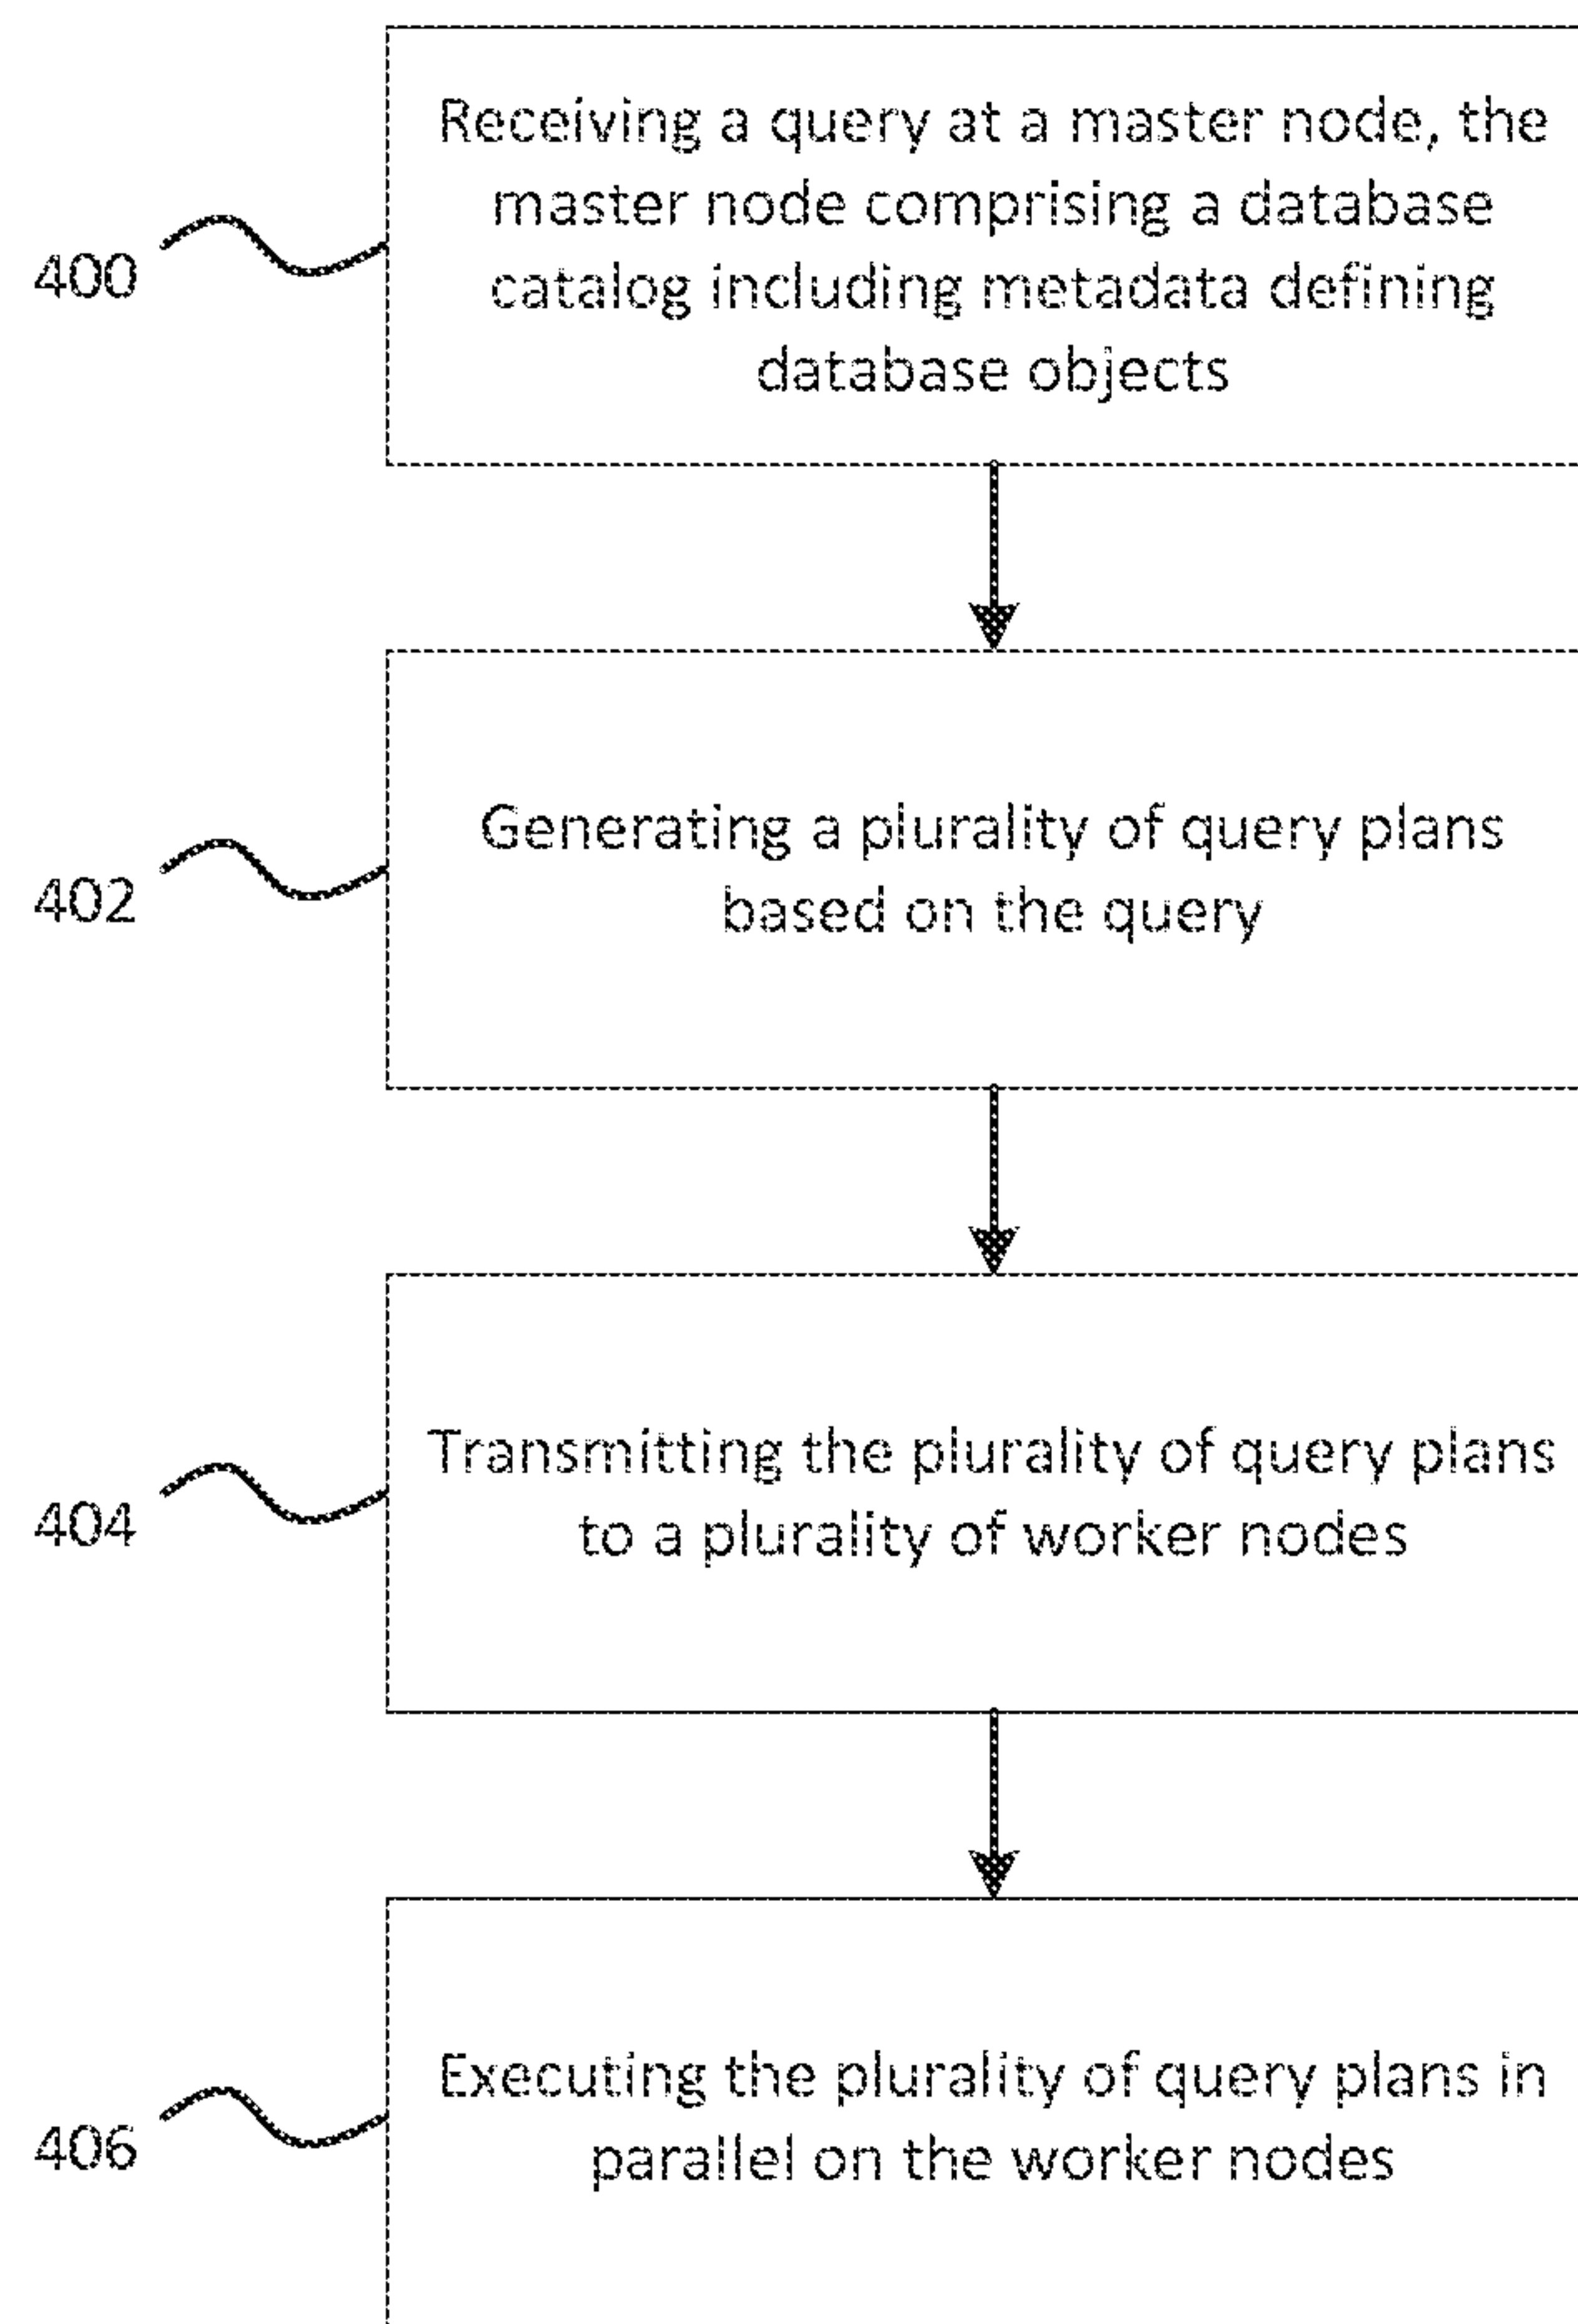 Receiving a query at a master node, the
master node comprising a database
catalog including metadata defining
database objects
400
Generating a plurality of query plans
based on the query
402
Transmitting the plurality of query plans
to a plurality of worker nodes
404
Executing the plurality of query plans in
parallel on the worker nodes
406